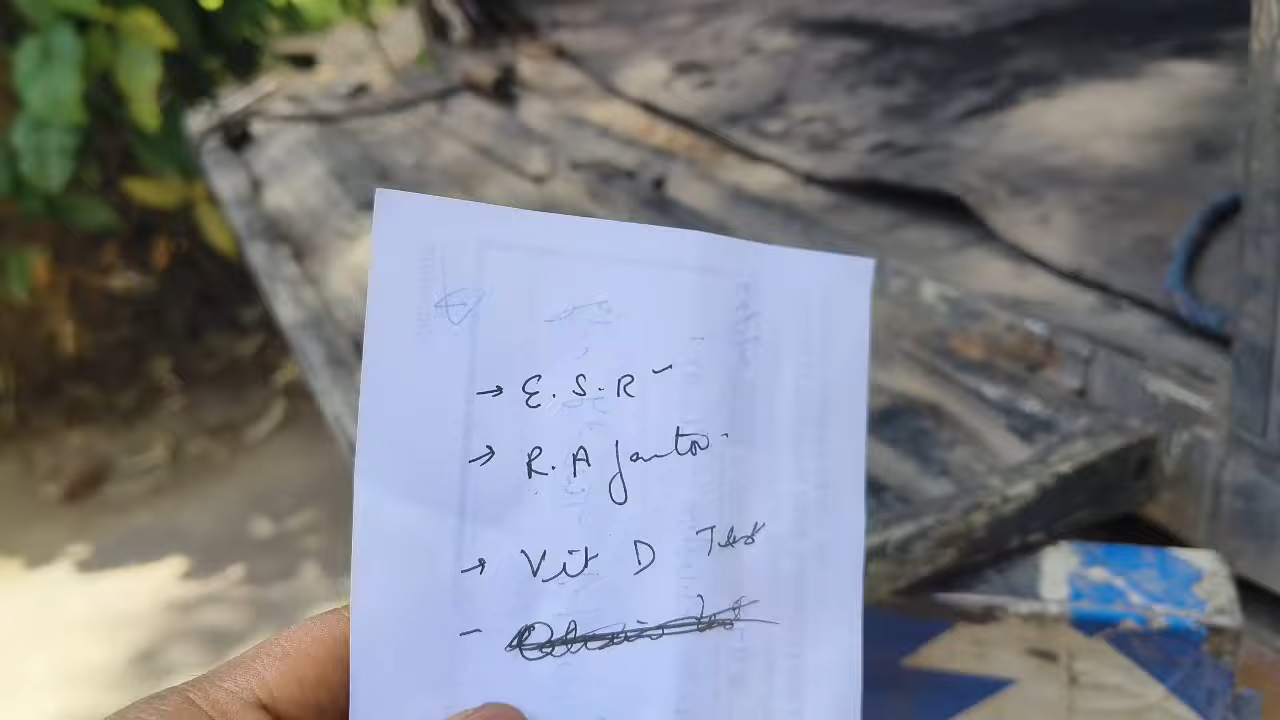 → E.S.R
→ R.A factor
→ Vit D Test